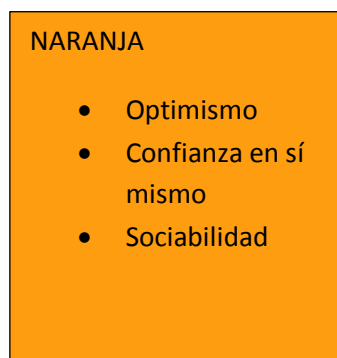 NARANJA
• Optimismo
• Confianza en sí
mismo
• Sociabilidad